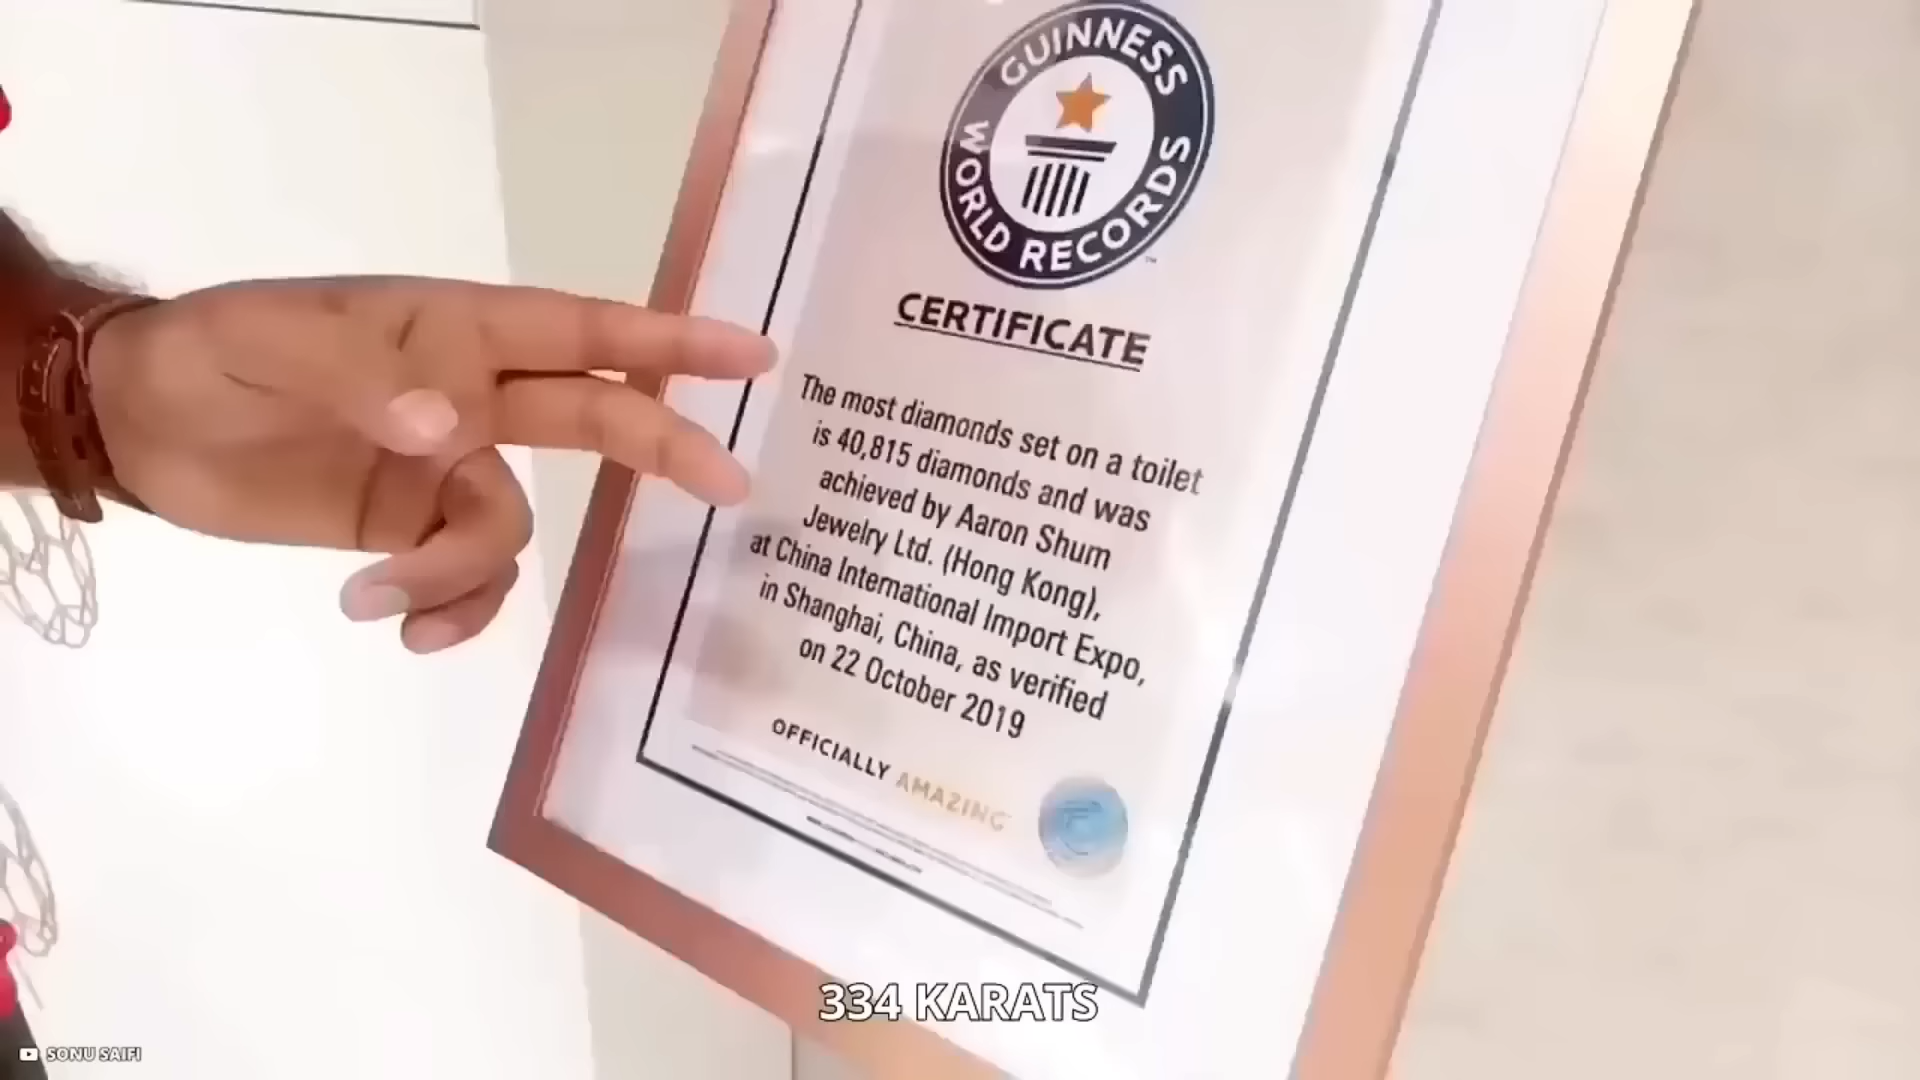 GUINNESS
WORLD RECORDS
™
CERTIFICATE
The most diamonds set on a toilet
is 40,815 diamonds and was
achieved by Aaron Shum
Jewelry Ltd. (Hong Kong),
at China International Import Expo,
in Shanghai, China, as verified
on 22 October 2019
OFFICIALLY AMAZING
334 KARATS
SONU SAIFI